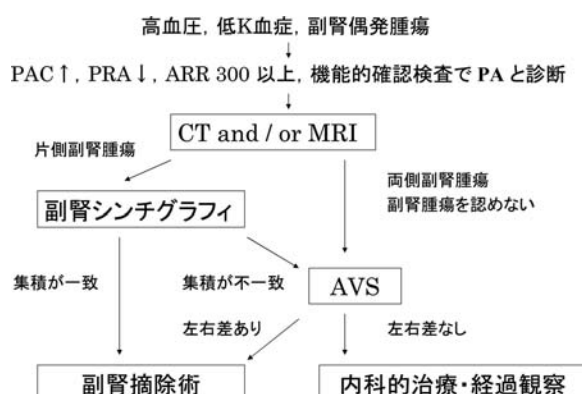 高血圧, 低K血症, 副腎偶発腫瘍
PAC↑, PRA↓, ARR 300 以上, 機能的確認検査で PA と診断
CT and / or MRI
片側副腎腫瘍
両側副腎腫瘍
副腎腫瘍を認めない
副腎シンチグラフィ
集積が一致
集積が不一致
AVS
左右差あり
左右差なし
副腎摘除術
内科的治療・経過観察